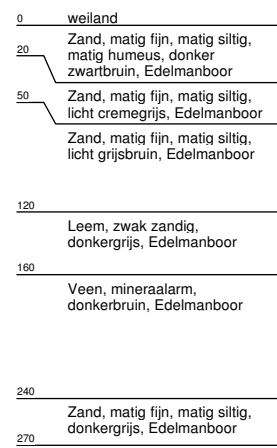 0 weiland
20 Zand, matig fijn, matig siltig,
matig humeus, donker
zwartbruin, Edelmanboor
50 Zand, matig fijn, matig siltig,
licht cremegrijs, Edelmanboor
Zand, matig fijn, matig siltig,
licht grijsbruin, Edelmanboor
120
Leem, zwak zandig,
donkergrijs, Edelmanboor
160
Veen, mineraalarm,
donkerbruin, Edelmanboor
240
Zand, matig fijn, matig siltig,
donkergrijs, Edelmanboor
270